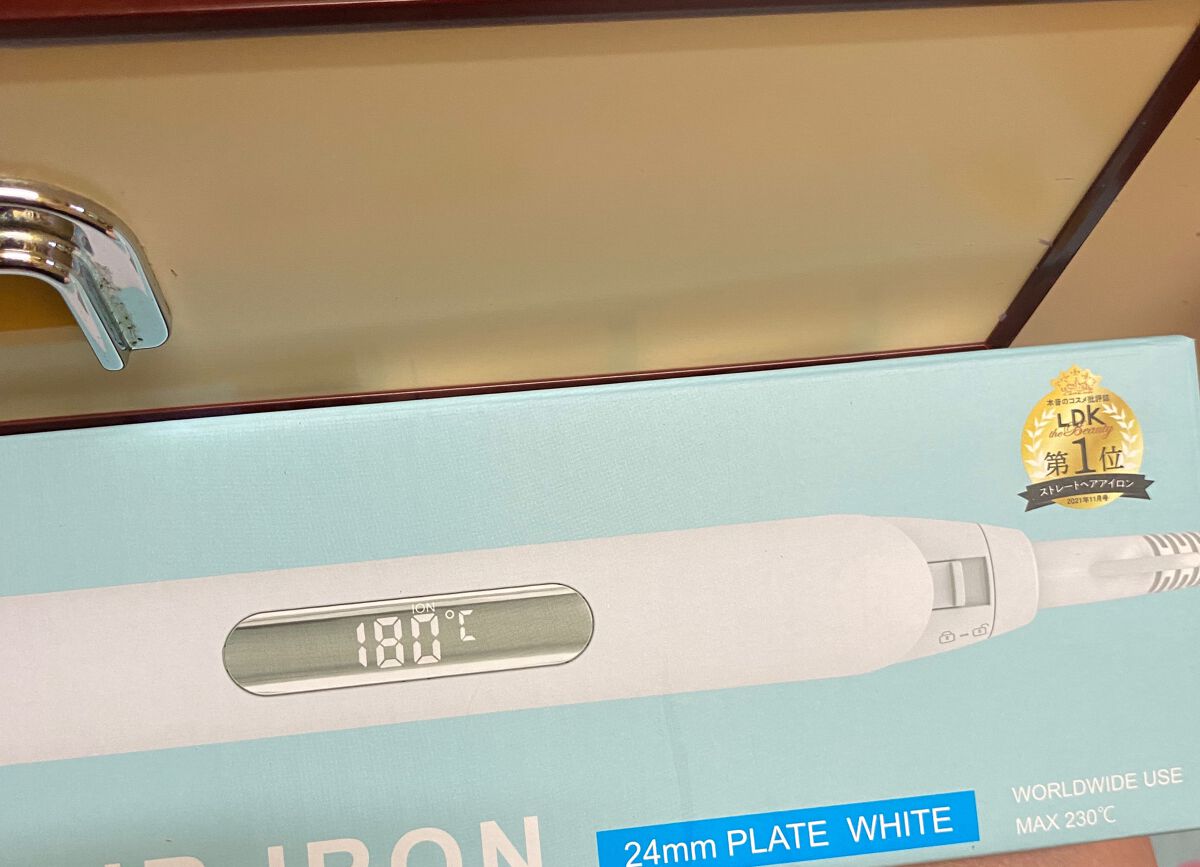 本音のコスメ批評誌
LDK
the Beauty
第1位
ストレートヘアアイロン
2021年11月号
ION
180℃
WORLDWIDE USE
MAX 230℃
24mm PLATE WHITE
IRON